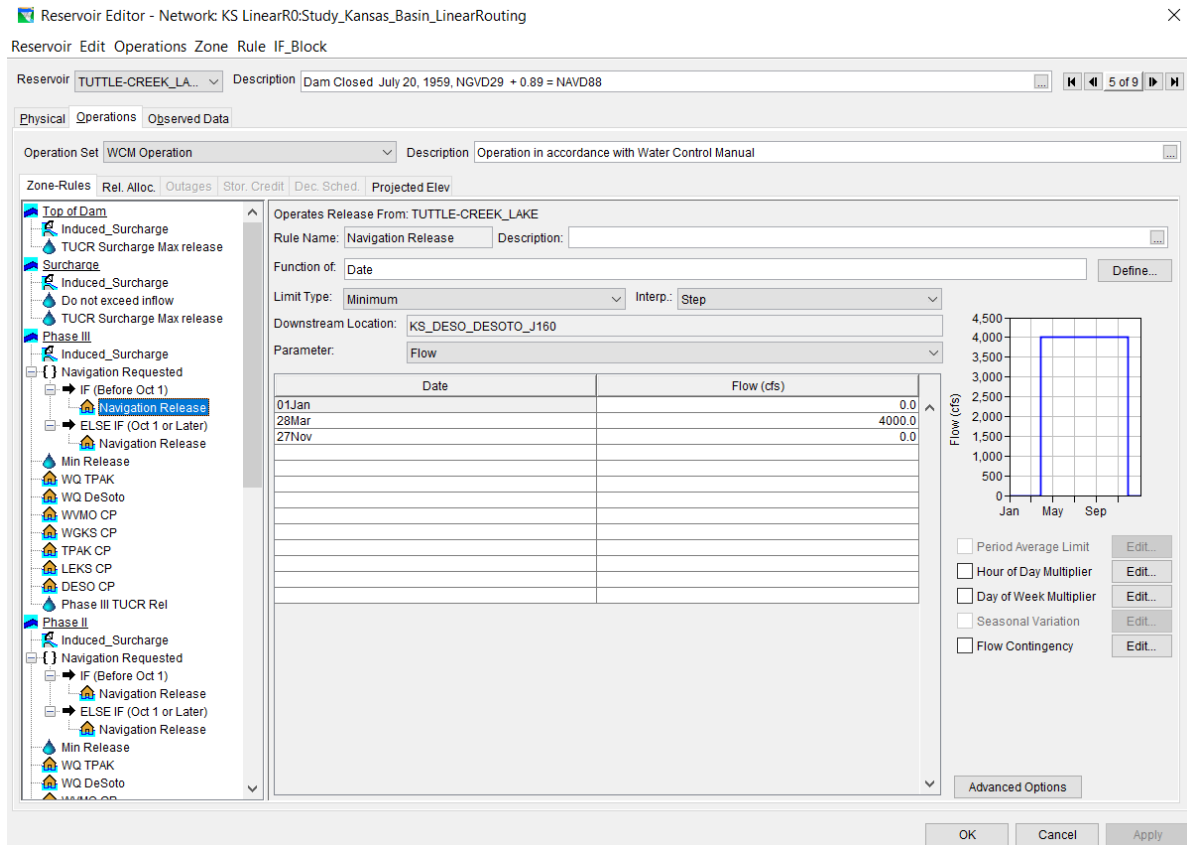 Reservoir Editor - Network: KS LinearR0:Study_Kansas_Basin_LinearRouting
Reservoir Edit Operations Zone Rule IF_Block
Reservoir TUTTLE-CREEK_LA... Description Dam Closed July 20, 1959, NGVD29 + 0.89 = NAVD88 ... 5 of 9
Physical Operations Observed Data
Operation Set WCM Operation Description Operation in accordance with Water Control Manual ...
Zone-Rules Rel. Alloc. Outages Stor. Credit Dec. Sched. Projected Elev
Top of Dam
Induced_Surcharge
TUCR Surcharge Max release
Surcharge
Induced_Surcharge
Do not exceed inflow
TUCR Surcharge Max release
Phase III
Induced_Surcharge
{ } Navigation Requested
IF (Before Oct 1)
Navigation Release
ELSE IF (Oct 1 or Later)
Navigation Release
Min Release
WQ TPAK
WQ DeSoto
WVMO CP
WGKS CP
TPAK CP
LEKS CP
DESO CP
Phase III TUCR Rel
Phase II
Induced_Surcharge
{ } Navigation Requested
IF (Before Oct 1)
Navigation Release
ELSE IF (Oct 1 or Later)
Navigation Release
Min Release
WQ TPAK
WQ DeSoto
Operates Release From: TUTTLE-CREEK_LAKE
Rule Name: Navigation Release Description: ...
Function of: Date Define...
Limit Type: Minimum Interp.: Step
Downstream Location: KS_DESO_DESOTO_J160
Parameter: Flow
Date Flow (cfs)
01Jan 0.0
28Mar 4000.0
27Nov 0.0
4,500
4,000
3,500
3,000
2,500
2,000
1,500
1,000
500
0
Flow (cfs)
Jan May Sep
Period Average Limit Edit...
Hour of Day Multiplier Edit...
Day of Week Multiplier Edit...
Seasonal Variation Edit...
Flow Contingency Edit...
Advanced Options
OK Cancel Apply